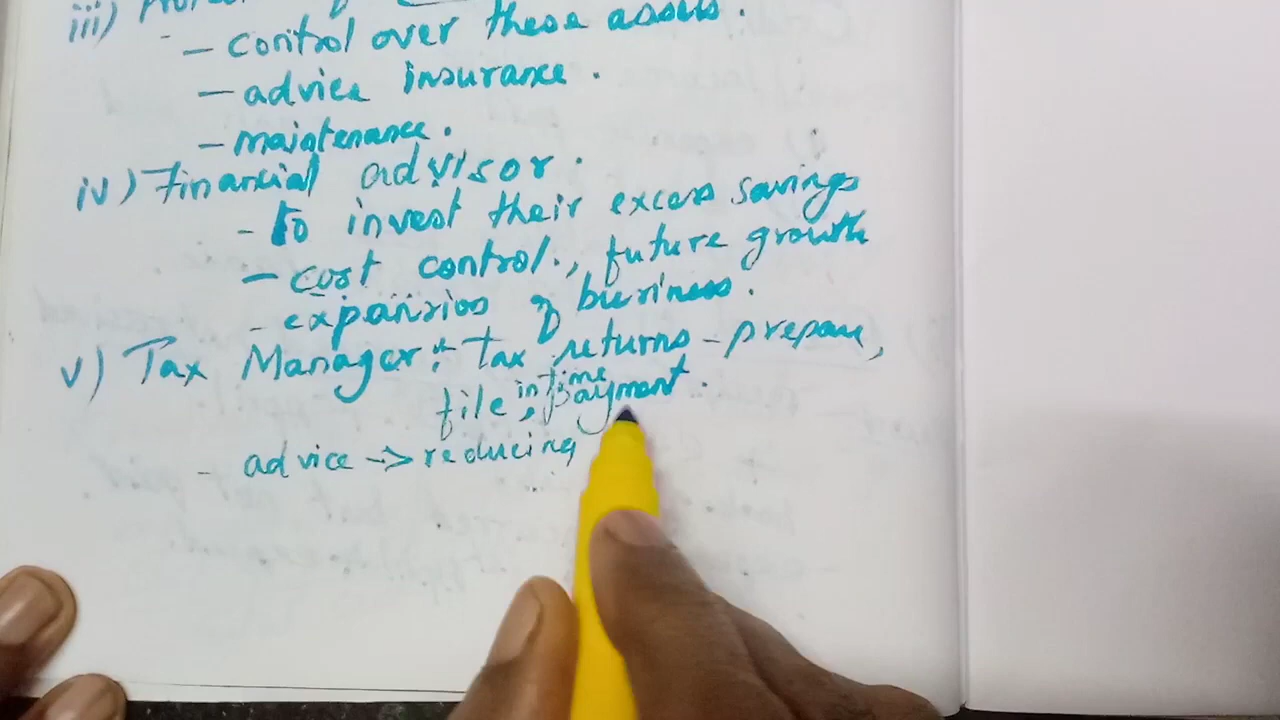 iii)
- control over these assets.
- advice insurance.
- maintenance.
iv) Financial advisor.
- to invest their excess savings
- cost control., future growth
- expansion of business.
v) Tax Manager : tax returns - prepare,
file in time, payment.
- advice -> reducing